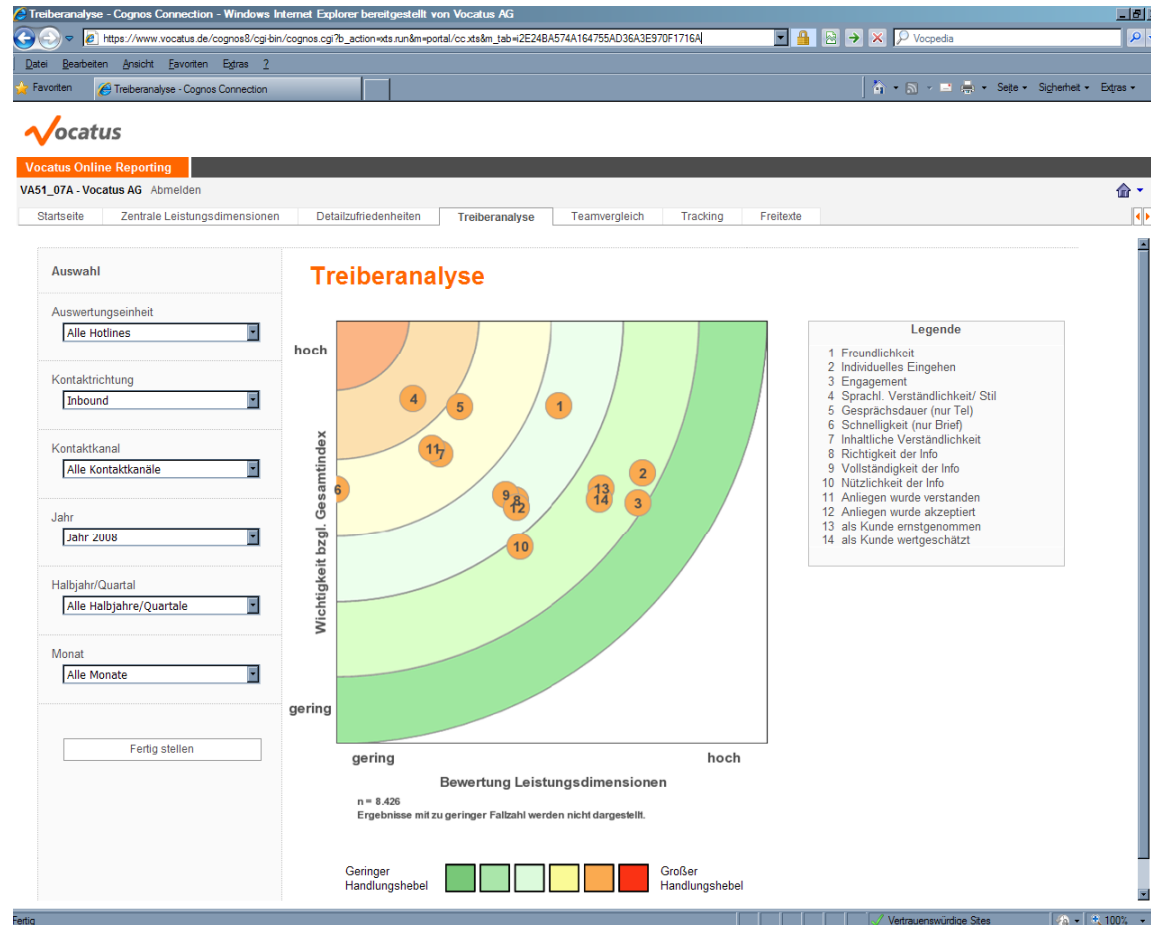 Treiberanalyse - Cognos Connection - Windows Internet Explorer bereitgestellt von Vocatus AG
https://www.vocatus.de/cognos8/cgi-bin/cognos.cgi?b_action=xts.run&m=portal/cc.xts&m_tab=i2E24BA574A164755AD36A3E970F1716A
Vocpedia
Datei Bearbeiten Ansicht Favoriten Extras ?
Favoriten Treiberanalyse - Cognos Connection Seite Sicherheit Extras
Vocatus
Vocatus Online Reporting
VA51_07A - Vocatus AG Abmelden
Startseite Zentrale Leistungsdimensionen Detailzufriedenheiten Treiberanalyse Teamvergleich Tracking Freitexte
Auswahl
Auswertungseinheit
Alle Hotlines
Kontaktrichtung
Inbound
Kontaktkanal
Alle Kontaktkanäle
Jahr
Jahr 2008
Halbjahr/Quartal
Alle Halbjahre/Quartale
Monat
Alle Monate
Fertig stellen
Treiberanalyse
hoch
Wichtigkeit bzgl. Gesamtindex
gering
4
5
1
11
7
6
2
9
8
12
13
14
3
10
gering hoch
Bewertung Leistungsdimensionen
n = 8.426
Ergebnisse mit zu geringer Fallzahl werden nicht dargestellt.
Geringer
Handlungshebel
Großer
Handlungshebel
Legende
1 Freundlichkeit
2 Individuelles Eingehen
3 Engagement
4 Sprachl. Verständlichkeit/ Stil
5 Gesprächsdauer (nur Tel)
6 Schnelligkeit (nur Brief)
7 Inhaltliche Verständlichkeit
8 Richtigkeit der Info
9 Vollständigkeit der Info
10 Nützlichkeit der Info
11 Anliegen wurde verstanden
12 Anliegen wurde akzeptiert
13 als Kunde ernstgenommen
14 als Kunde wertgeschätzt
Fertig
Vertrauenswürdige Sites 100%